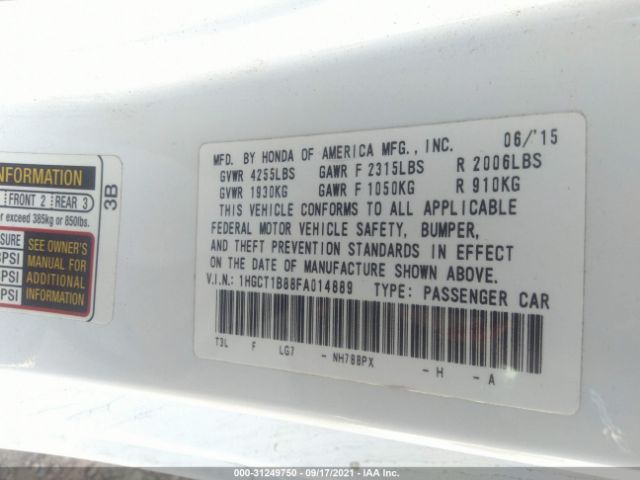 MFD. BY HONDA OF AMERICA MFG., INC. 06/'15
GVWR 4255LBS GAWR F 2315LBS R 2006LBS
GVWR 1930KG GAWR F 1050KG R 910KG
THIS VEHICLE CONFORMS TO ALL APPLICABLE
FEDERAL MOTOR VEHICLE SAFETY, BUMPER,
AND THEFT PREVENTION STANDARDS IN EFFECT
ON THE DATE OF MANUFACTURE SHOWN ABOVE.
V.I.N.: 1HGCT1B86FA014889 TYPE: PASSENGER CAR
T3L F LG7 - NH788PX - H - A
INFORMATION
FRONT 2 REAR 3
exceed 385kg or 850lbs.
SEE OWNER'S
MANUAL FOR
ADDITIONAL
INFORMATION
PSI
PSI
3B
© 31249750 - 09/17/2021 - IAA Inc.